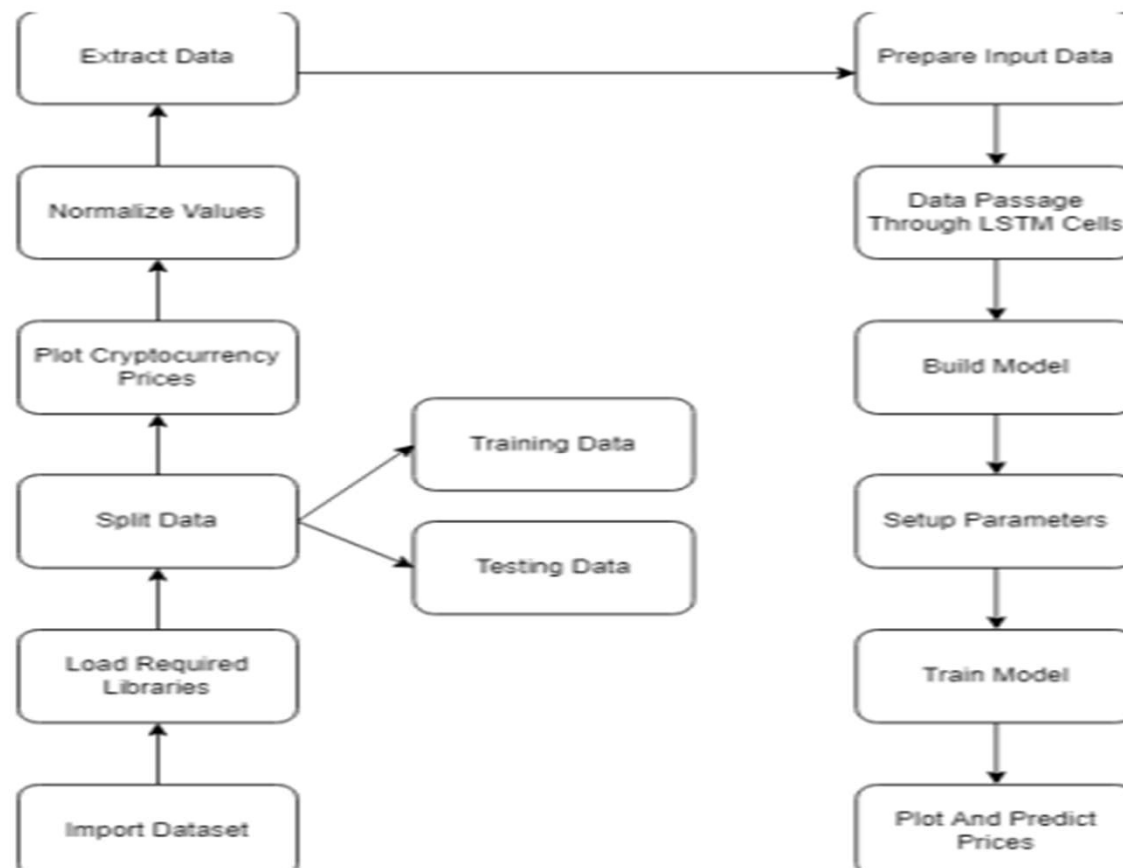 Extract Data
Prepare Input Data
Normalize Values
Data Passage
Through LSTM Cells
Plot Cryptocurrency
Prices
Build Model
Training Data
Split Data
Setup Parameters
Testing Data
Load Required
Libraries
Train Model
Import Dataset
Plot And Predict
Prices